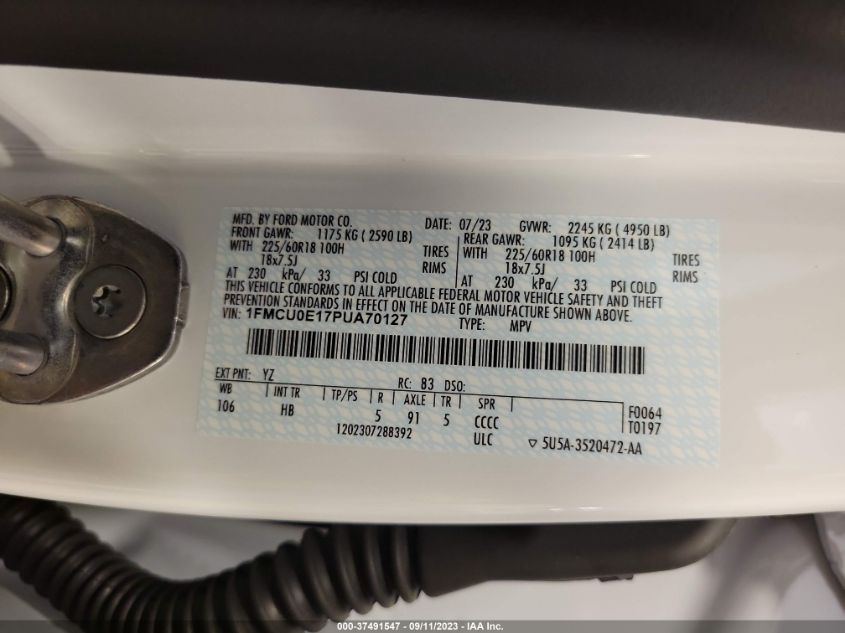 MFD. BY FORD MOTOR CO. DATE: 07/23 GVWR: 2245 KG ( 4950 LB)
FRONT GAWR: 1175 KG ( 2590 LB) REAR GAWR: 1095 KG ( 2414 LB)
WITH 225/60R18 100H TIRES WITH 225/60R18 100H TIRES
18x7.5J RIMS 18x7.5J RIMS
AT 230 kPa/ 33 PSI COLD AT 230 kPa/ 33 PSI COLD
THIS VEHICLE CONFORMS TO ALL APPLICABLE FEDERAL MOTOR VEHICLE SAFETY AND THEFT
PREVENTION STANDARDS IN EFFECT ON THE DATE OF MANUFACTURE SHOWN ABOVE.
VIN: 1FMCU0E17PUA70127 TYPE: MPV
EXT PNT: YZ RC: 83 DSO:
WB INT TR TP/PS R AXLE TR SPR F0064
106 HB 5 91 5 CCCC T0197
1202307288392 ULC ▽ 5U5A-3520472-AA
000-37491547 - 09/11/2023 - IAA Inc.